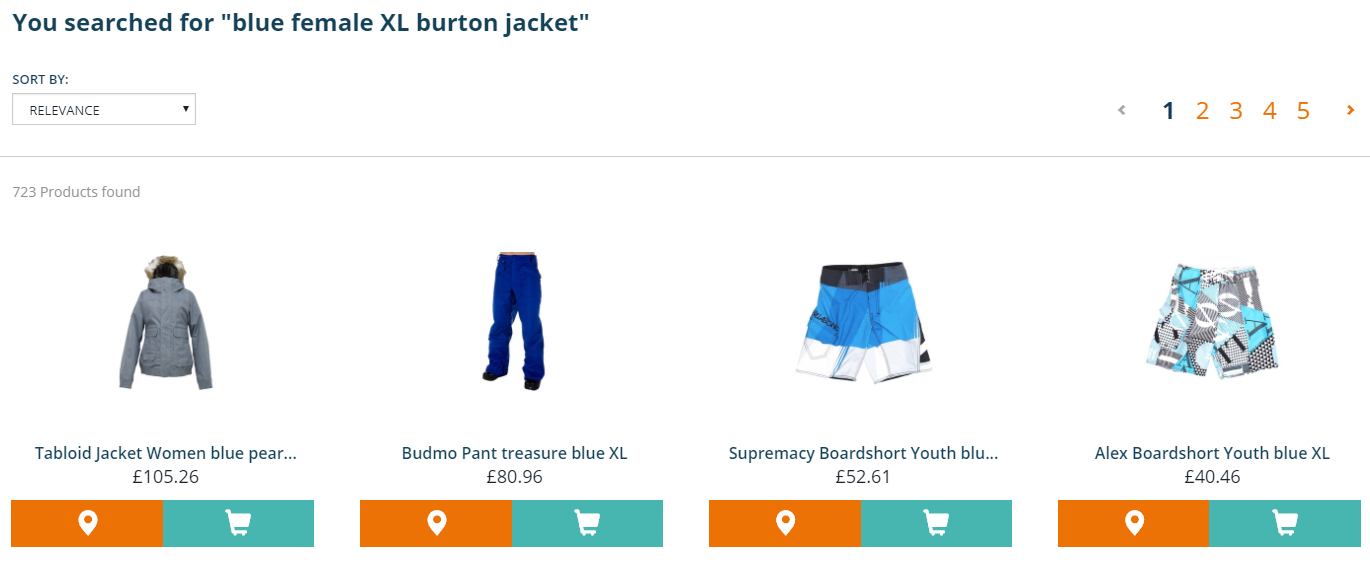 You searched for "blue female XL burton jacket"
SORT BY:
RELEVANCE
1 2 3 4 5
723 Products found
Tabloid Jacket Women blue pear...
£105.26
Budmo Pant treasure blue XL
£80.96
Supremacy Boardshort Youth blu...
£52.61
Alex Boardshort Youth blue XL
£40.46